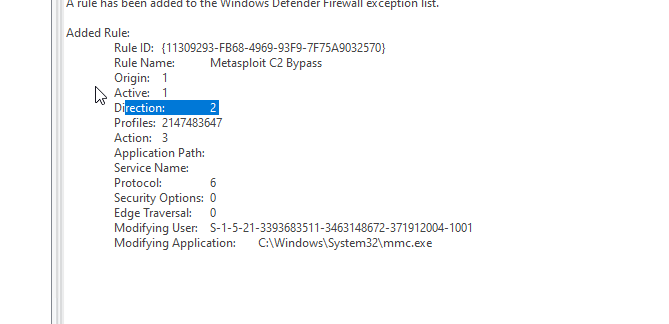 A rule has been added to the Windows Defender Firewall exception list.
Added Rule:
Rule ID: {11309293-FB68-4969-93F9-7F75A9032570}
Rule Name: Metasploit C2 Bypass
Origin: 1
Active: 1
Direction: 2
Profiles: 2147483647
Action: 3
Application Path:
Service Name:
Protocol: 6
Security Options: 0
Edge Traversal: 0
Modifying User: S-1-5-21-3393683511-3463148672-371912004-1001
Modifying Application: C:\Windows\System32\mmc.exe